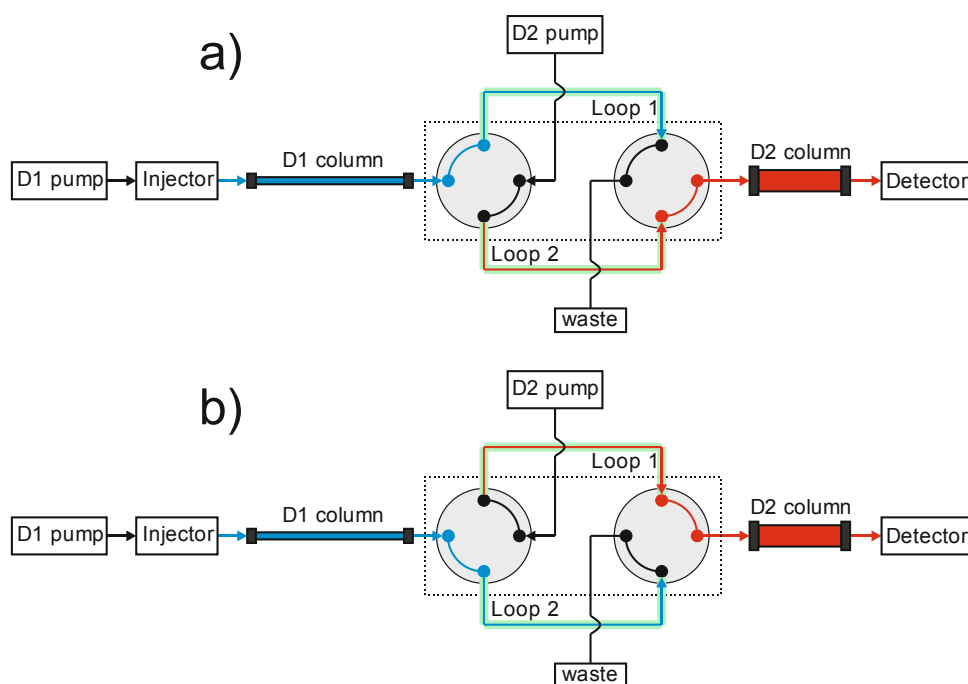 a)
D2 pump
Loop 1
D1 column
D2 column
D1 pump
Injector
Detector
Loop 2
waste
b)
D2 pump
Loop 1
D1 column
D2 column
D1 pump
Injector
Detector
Loop 2
waste